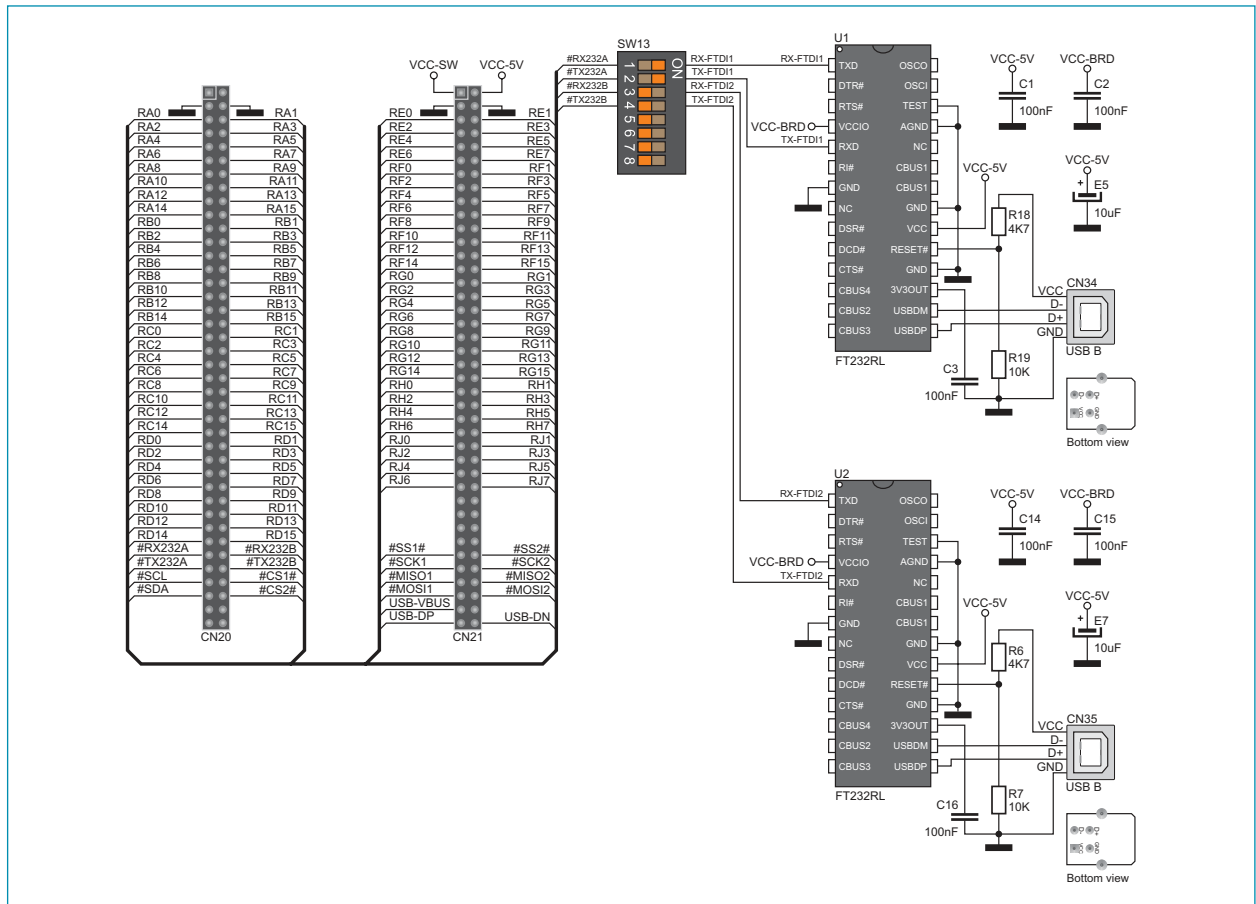 SW13
#RX232A RX-FTDI1
#TX232A TX-FTDI1
#RX232B RX-FTDI2
#TX232B TX-FTDI2
ON
1
2
3
4
5
6
7
8
VCC-SW VCC-5V
RA0 RA1
RA2 RA3
RA4 RA5
RA6 RA7
RA8 RA9
RA10 RA11
RA12 RA13
RA14 RA15
RB0 RB1
RB2 RB3
RB4 RB5
RB6 RB7
RB8 RB9
RB10 RB11
RB12 RB13
RB14 RB15
RC0 RC1
RC2 RC3
RC4 RC5
RC6 RC7
RC8 RC9
RC10 RC11
RC12 RC13
RC14 RC15
RD0 RD1
RD2 RD3
RD4 RD5
RD6 RD7
RD8 RD9
RD10 RD11
RD12 RD13
RD14 RD15
#RX232A #RX232B
#TX232A #TX232B
#SCL #CS1#
#SDA #CS2#
CN20
RE0 RE1
RE2 RE3
RE4 RE5
RE6 RE7
RF0 RF1
RF2 RF3
RF4 RF5
RF6 RF7
RF8 RF9
RF10 RF11
RF12 RF13
RF14 RF15
RG0 RG1
RG2 RG3
RG4 RG5
RG6 RG7
RG8 RG9
RG10 RG11
RG12 RG13
RG14 RG15
RH0 RH1
RH2 RH3
RH4 RH5
RH6 RH7
RJ0 RJ1
RJ2 RJ3
RJ4 RJ5
RJ6 RJ7
#SS1# #SS2#
#SCK1 #SCK2
#MISO1 #MISO2
#MOSI1 #MOSI2
USB-VBUS
USB-DP USB-DN
CN21
U1
RX-FTDI1 TXD OSCO
DTR# OSCI
RTS# TEST
VCC-BRD VCCIO AGND
TX-FTDI1 RXD NC
RI# CBUS1
GND CBUS1
NC GND
DSR# VCC
DCD# RESET#
CTS# GND
CBUS4 3V3OUT
CBUS2 USBDM
CBUS3 USBDP
FT232RL
VCC-5V
C1
100nF
VCC-BRD
C2
100nF
VCC-5V
VCC-5V
+ E5
10uF
R18
4K7
R19
10K
C3
100nF
CN34
VCC
D-
D+
GND
USB B
D- D+
VCC GND
Bottom view
U2
RX-FTDI2 TXD OSCO
DTR# OSCI
RTS# TEST
VCC-BRD VCCIO AGND
TX-FTDI2 RXD NC
RI# CBUS1
GND CBUS1
NC GND
DSR# VCC
DCD# RESET#
CTS# GND
CBUS4 3V3OUT
CBUS2 USBDM
CBUS3 USBDP
FT232RL
VCC-5V
C14
100nF
VCC-BRD
C15
100nF
VCC-5V
VCC-5V
+ E7
10uF
R6
4K7
R7
10K
C16
100nF
CN35
VCC
D-
D+
GND
USB B
D- D+
VCC GND
Bottom view